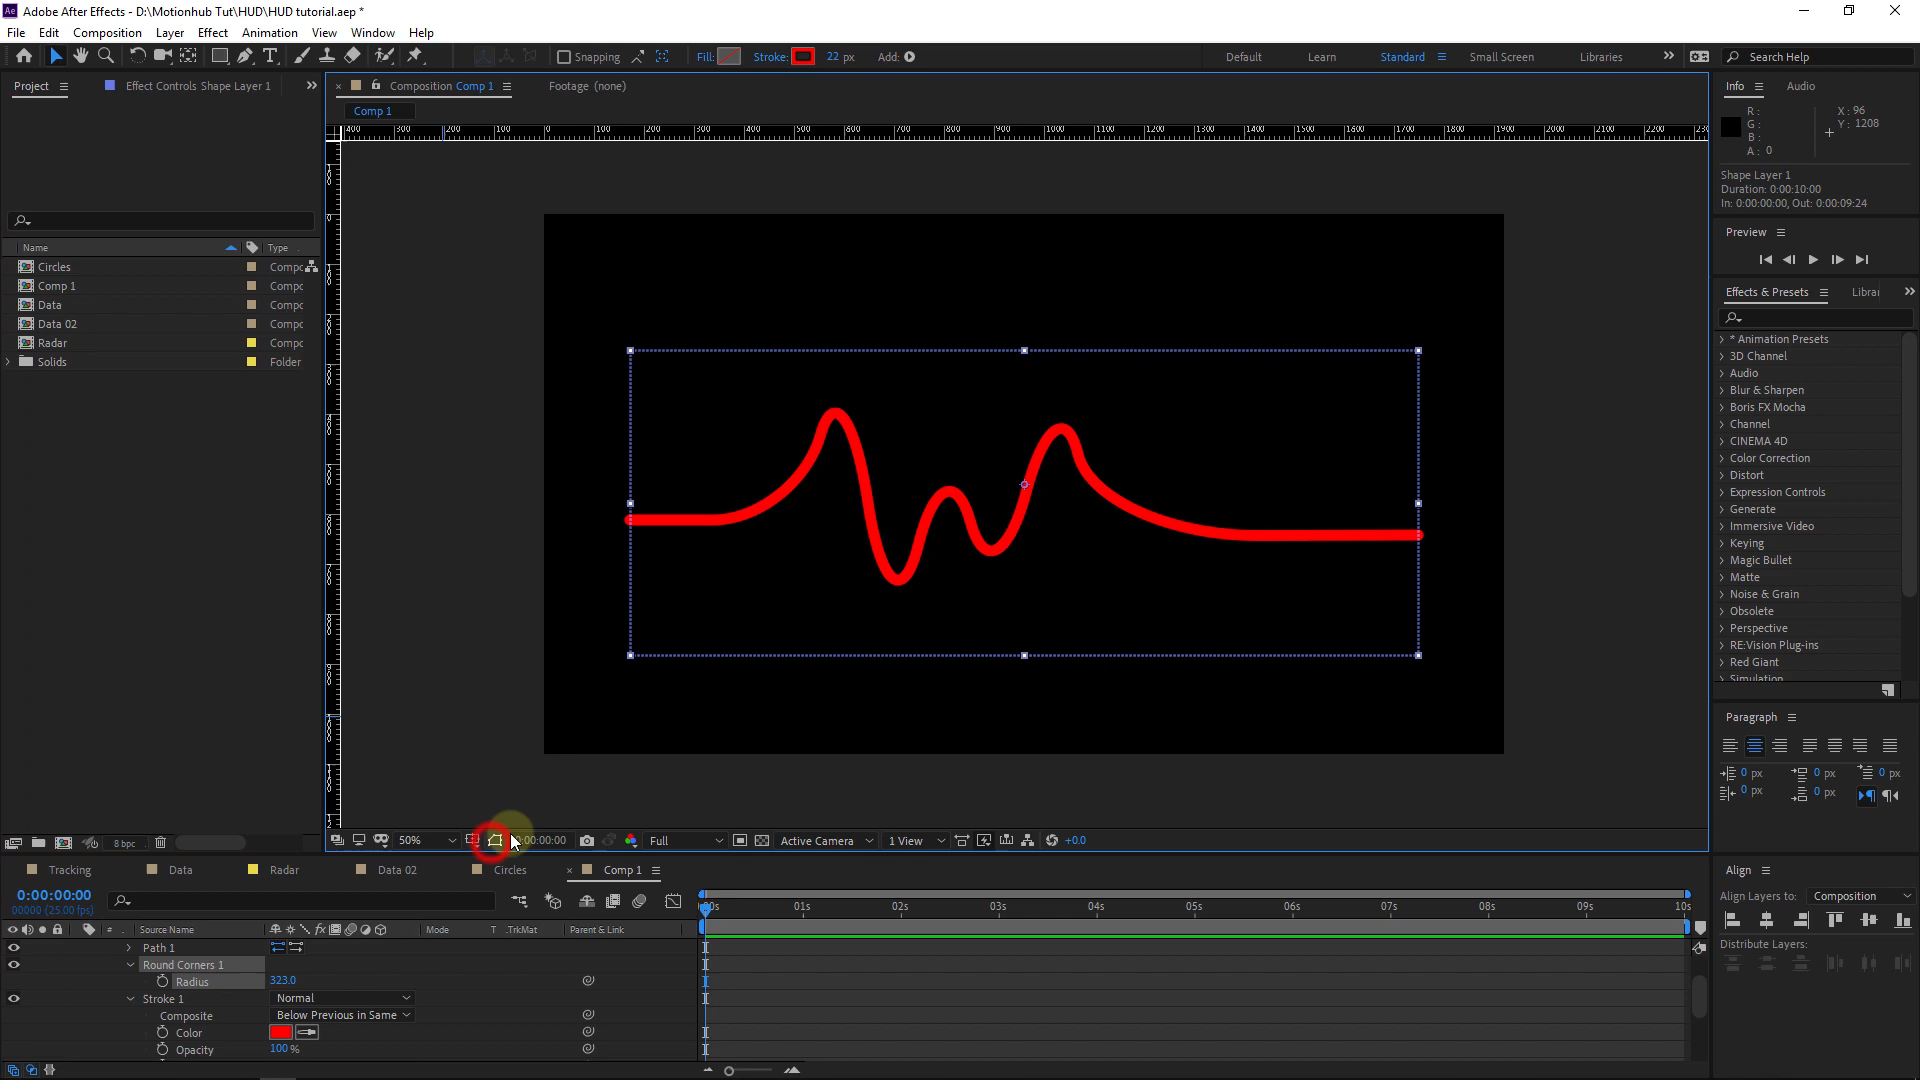 Adobe After Effects - D:\Motionhub Tut\HUD\HUD tutorial.aep *
File Edit Composition Layer Effect Animation View Window Help
Snapping Fill: Stroke: 22 px Add: Default Learn Standard Small Screen Libraries Search Help
Project Effect Controls Shape Layer 1
Composition Comp 1 Footage (none)
Comp 1
Info Audio
R:
G:
B:
A: 0
X: 96
Y: 1208
Shape Layer 1
Duration: 0:00:10:00
In: 0:00:00:00, Out: 0:00:09:24
Preview
Effects & Presets Librar
Name Type
Circles Compc
Comp 1 Compc
Data Compc
Data 02 Compc
Radar Compc
Solids Folder
* Animation Presets
3D Channel
Audio
Blur & Sharpen
Boris FX Mocha
Channel
CINEMA 4D
Color Correction
Distort
Expression Controls
Generate
Immersive Video
Keying
Magic Bullet
Matte
Noise & Grain
Obsolete
Perspective
RE:Vision Plug-ins
Red Giant
Simulation
Paragraph
0 px 0 px 0 px
0 px 0 px
8 bpc
50% 0:00:00:00 Full Active Camera 1 View +0.0
Tracking Data Radar Data 02 Circles Comp 1
0:00:00:00
00000 (25.00 fps)
01s 02s 03s 04s 05s 06s 07s 08s 09s 10s
# Source Name Mode T .TrkMat Parent & Link
Path 1
Round Corners 1
Radius 323.0
Stroke 1 Normal
Composite Below Previous in Same
Color
Opacity 100 %
Align
Align Layers to: Composition
Distribute Layers: